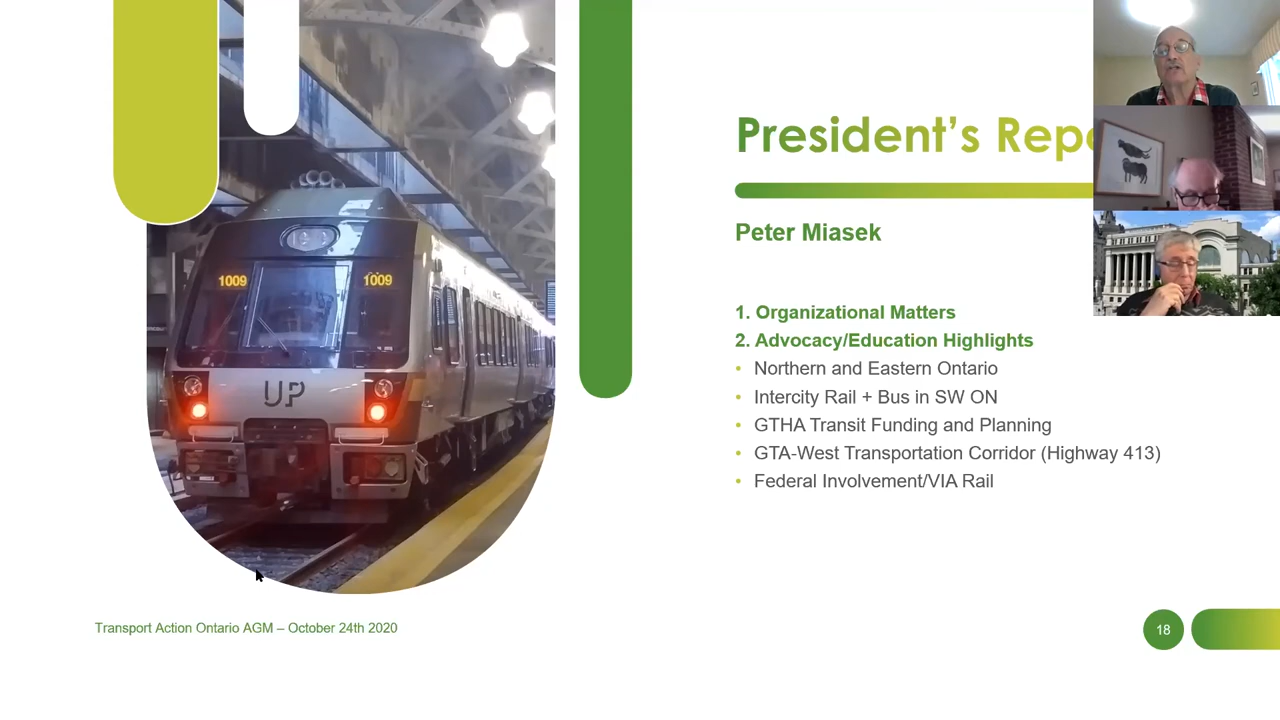 President's Repo
Peter Miasek
1. Organizational Matters
2. Advocacy/Education Highlights
• Northern and Eastern Ontario
• Intercity Rail + Bus in SW ON
• GTHA Transit Funding and Planning
• GTA-West Transportation Corridor (Highway 413)
• Federal Involvement/VIA Rail
1009 1009
UP
Transport Action Ontario AGM – October 24th 2020
18